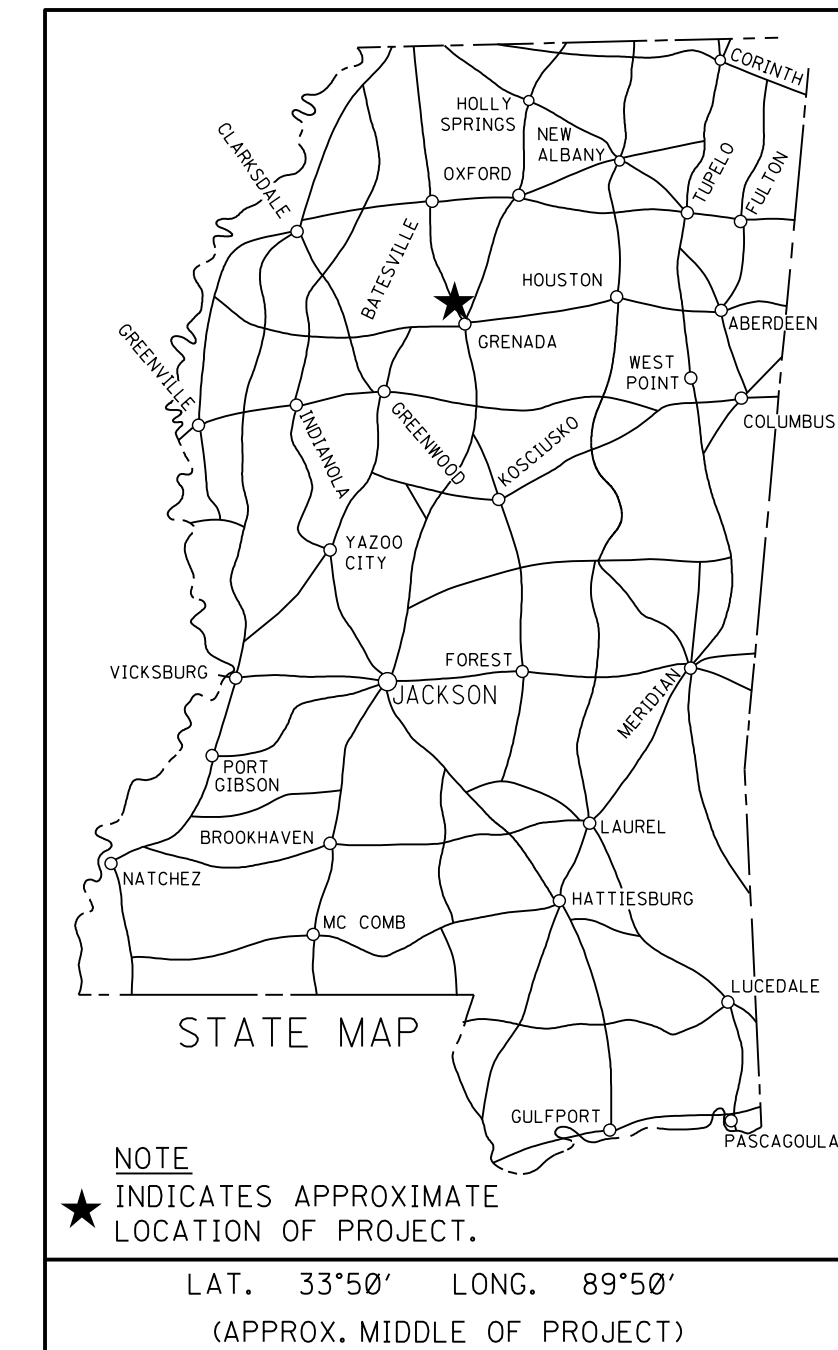 CORINTH
HOLLY
SPRINGS
NEW
ALBANY
CLARKSDALE
OXFORD
TUPELO
FULTON
BATESVILLE
HOUSTON
ABERDEEN
GRENADA
GREENVILLE
WEST
POINT
COLUMBUS
INDIANOLA
GREENWOOD
KOSCIUSKO
YAZOO
CITY
VICKSBURG
FOREST
JACKSON
MERIDIAN
PORT
GIBSON
BROOKHAVEN
LAUREL
NATCHEZ
HATTIESBURG
MC COMB
LUCEDALE
STATE MAP
GULFPORT
PASCAGOULA
NOTE
INDICATES APPROXIMATE
LOCATION OF PROJECT.
LAT. 33°50' LONG. 89°50'
(APPROX. MIDDLE OF PROJECT)